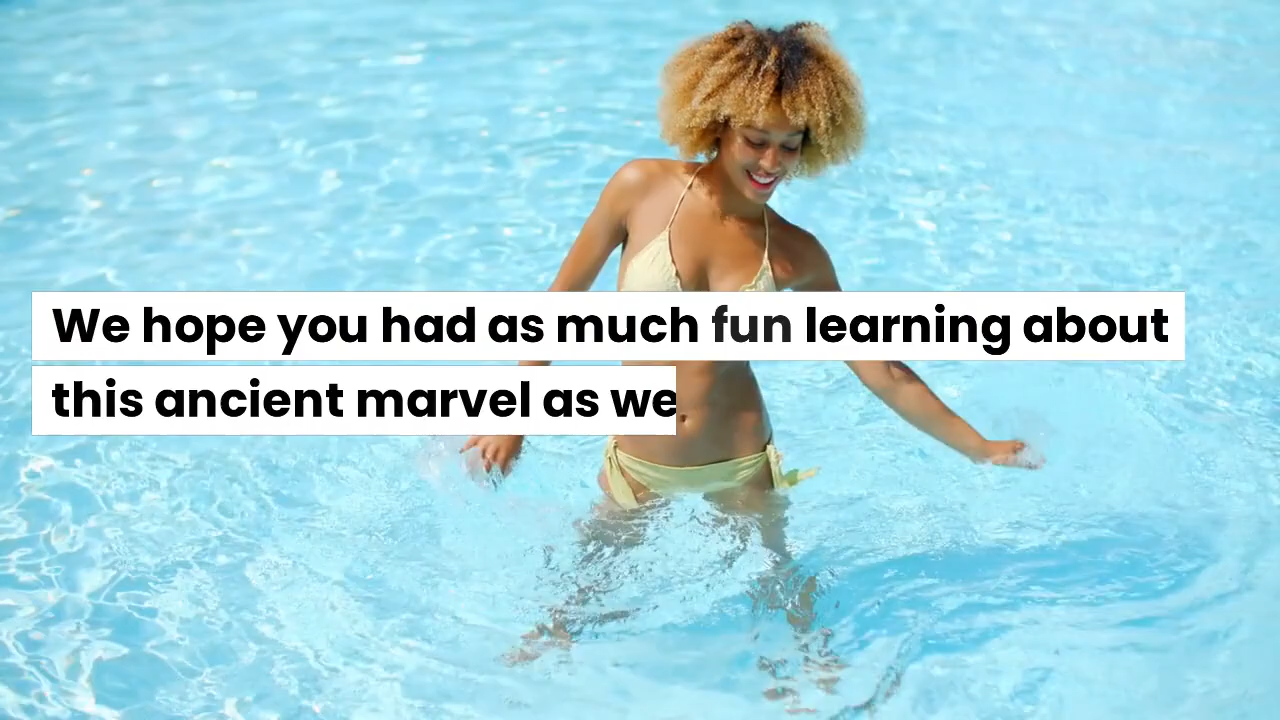 We hope you had as much fun learning about
this ancient marvel as we